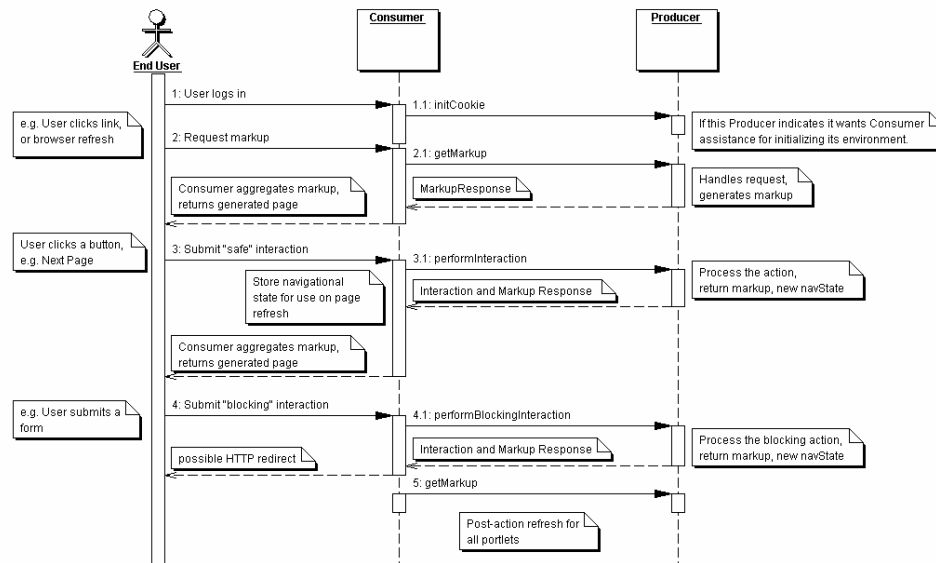 Consumer
Producer
End User
1: User logs in
1.1: initCookie
e.g. User clicks link,
or browser refresh
If this Producer indicates it wants Consumer
assistance for initializing its environment.
2: Request markup
2.1: getMarkup
Consumer aggregates markup,
returns generated page
MarkupResponse
Handles request,
generates markup
User clicks a button,
e.g. Next Page
3: Submit "safe" interaction
3.1: performInteraction
Store navigational
state for use on page
refresh
Interaction and Markup Response
Process the action,
return markup, new navState
Consumer aggregates markup,
returns generated page
e.g. User submits a
form
4: Submit "blocking" interaction
4.1: performBlockingInteraction
possible HTTP redirect
Interaction and Markup Response
Process the blocking action,
return markup, new navState
5: getMarkup
Post-action refresh for
all portlets